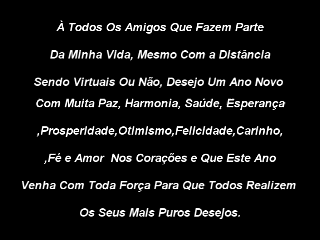 À Todos Os Amigos Que Fazem Parte
Da Minha Vida, Mesmo Com a Distância
Sendo Virtuais Ou Não, Desejo Um Ano Novo
Com Muita Paz, Harmonia, Saúde, Esperança
,Prosperidade,Otimismo,Felicidade,Carinho,
,Fé e Amor Nos Corações e Que Este Ano
Venha Com Toda Força Para Que Todos Realizem
Os Seus Mais Puros Desejos.